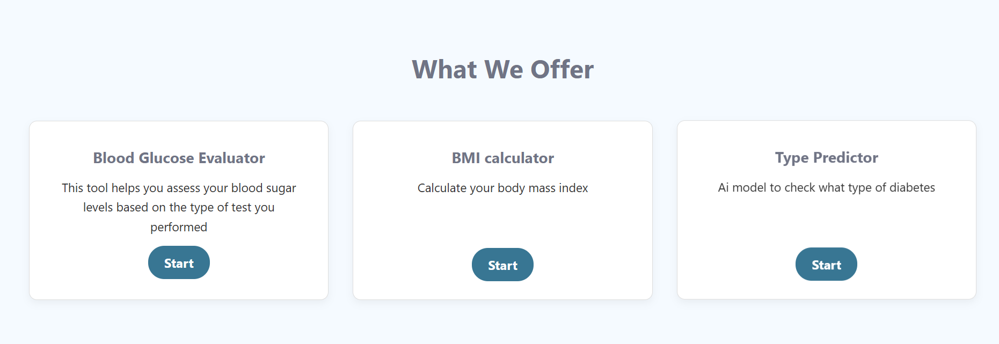 What We Offer
Blood Glucose Evaluator
This tool helps you assess your blood sugar
levels based on the type of test you
performed
Start
BMI calculator
Calculate your body mass index
Start
Type Predictor
Ai model to check what type of diabetes
Start